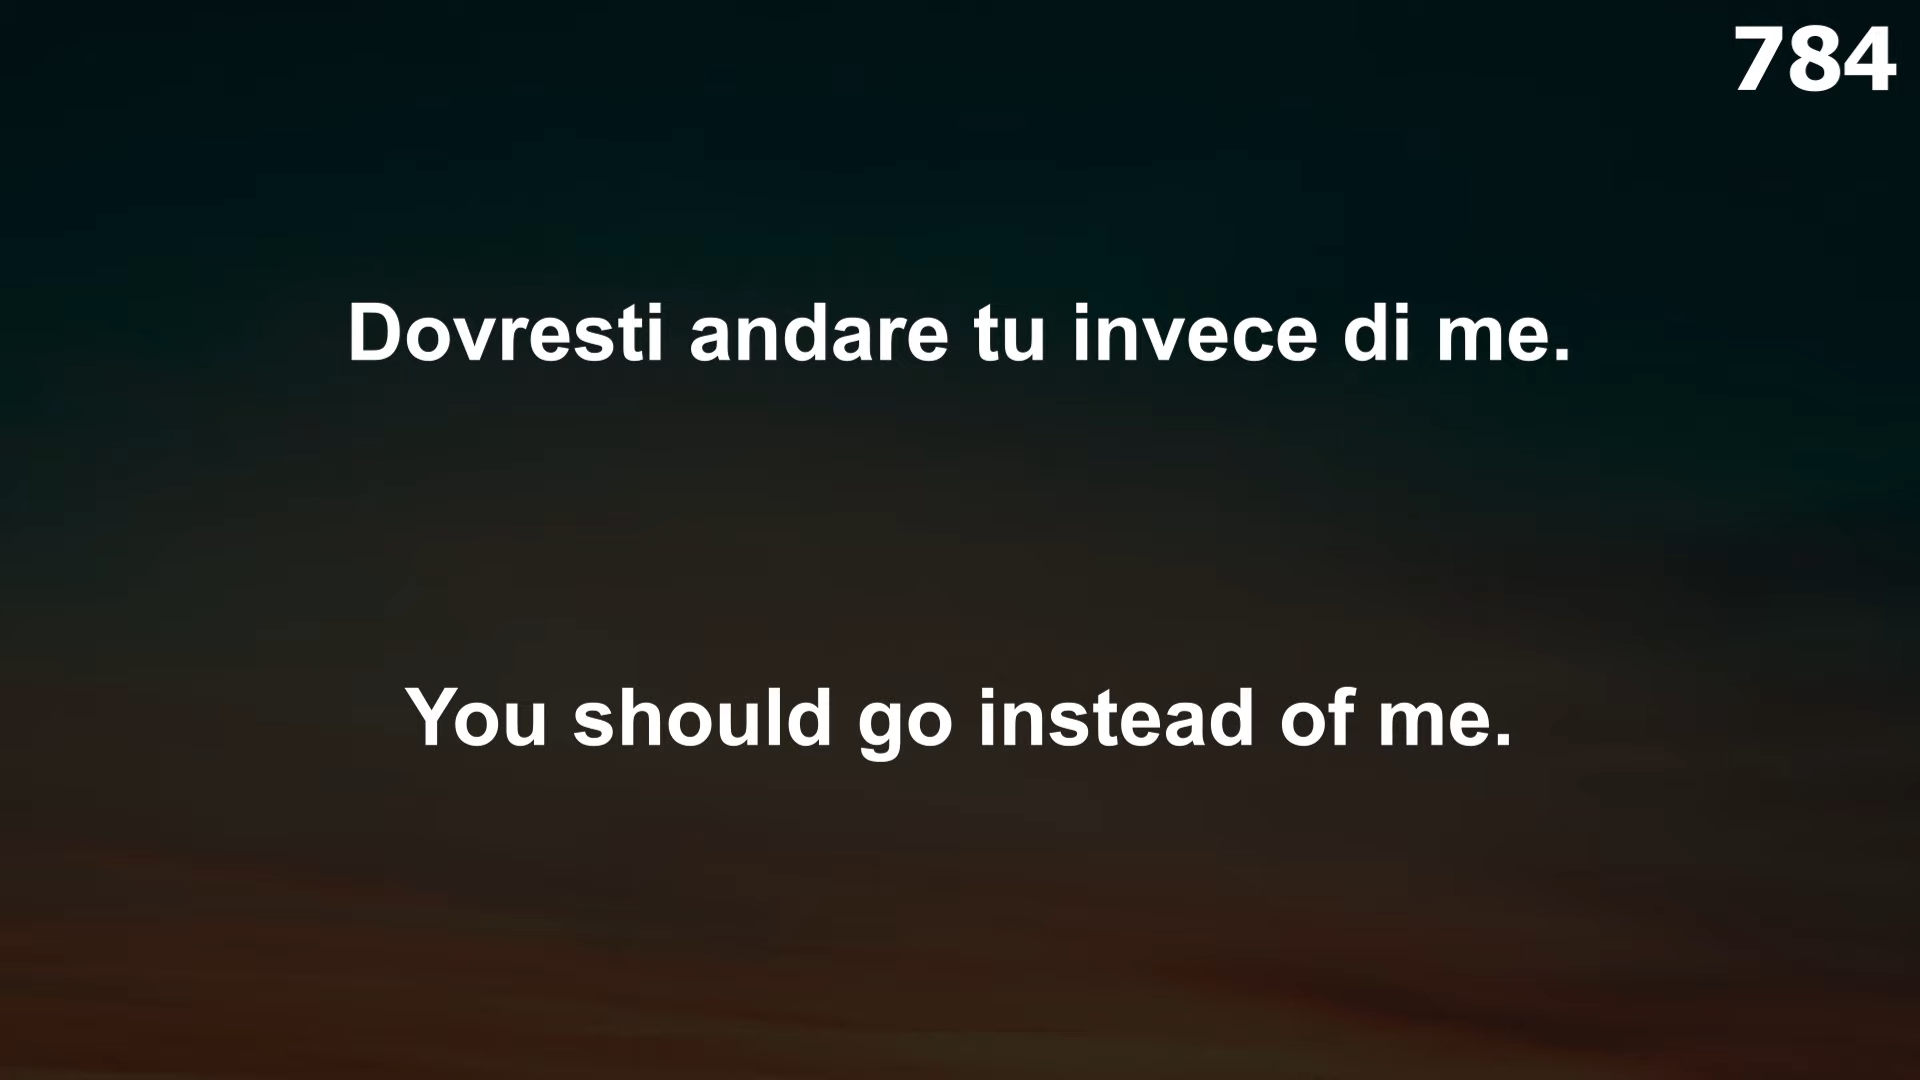 784
Dovresti andare tu invece di me.
You should go instead of me.